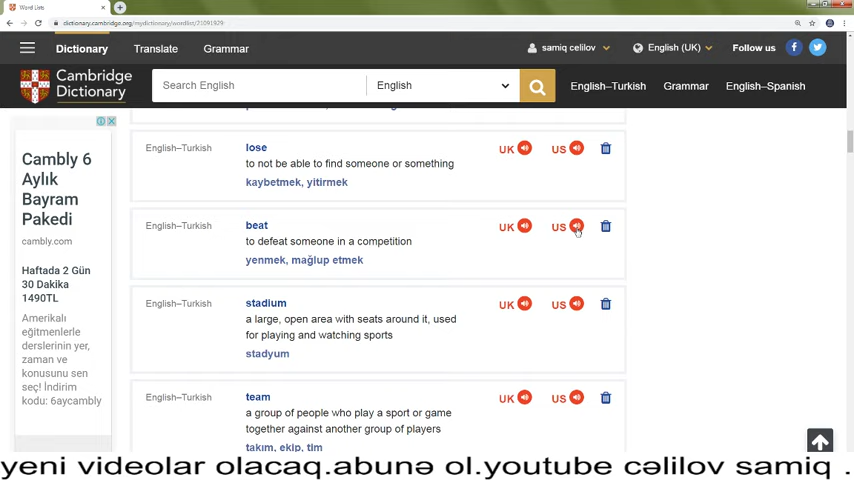 Word Lists
dictionary.cambridge.org/mydictionary/wordlist/21091929
Dictionary
Translate
Grammar
samiq celilov
English (UK)
Follow us
Cambridge
Dictionary
Search English
English
English–Turkish
Grammar
English–Spanish
Cambly 6
Aylık
Bayram
Pakedi
cambly.com
Haftada 2 Gün
30 Dakika
1490TL
Amerikalı
eğitmenlerle
derslerinin yer,
zaman ve
konusunu sen
seç! İndirim
kodu: 6aycambly
English–Turkish
lose
to not be able to find someone or something
kaybetmek, yitirmek
UK
US
English–Turkish
beat
to defeat someone in a competition
yenmek, mağlup etmek
UK
US
English–Turkish
stadium
a large, open area with seats around it, used
for playing and watching sports
stadyum
UK
US
English–Turkish
team
a group of people who play a sport or game
together against another group of players
takım, ekip, tim
UK
US
yeni videolar olacaq.abunə ol.youtube cəlilov samiq .